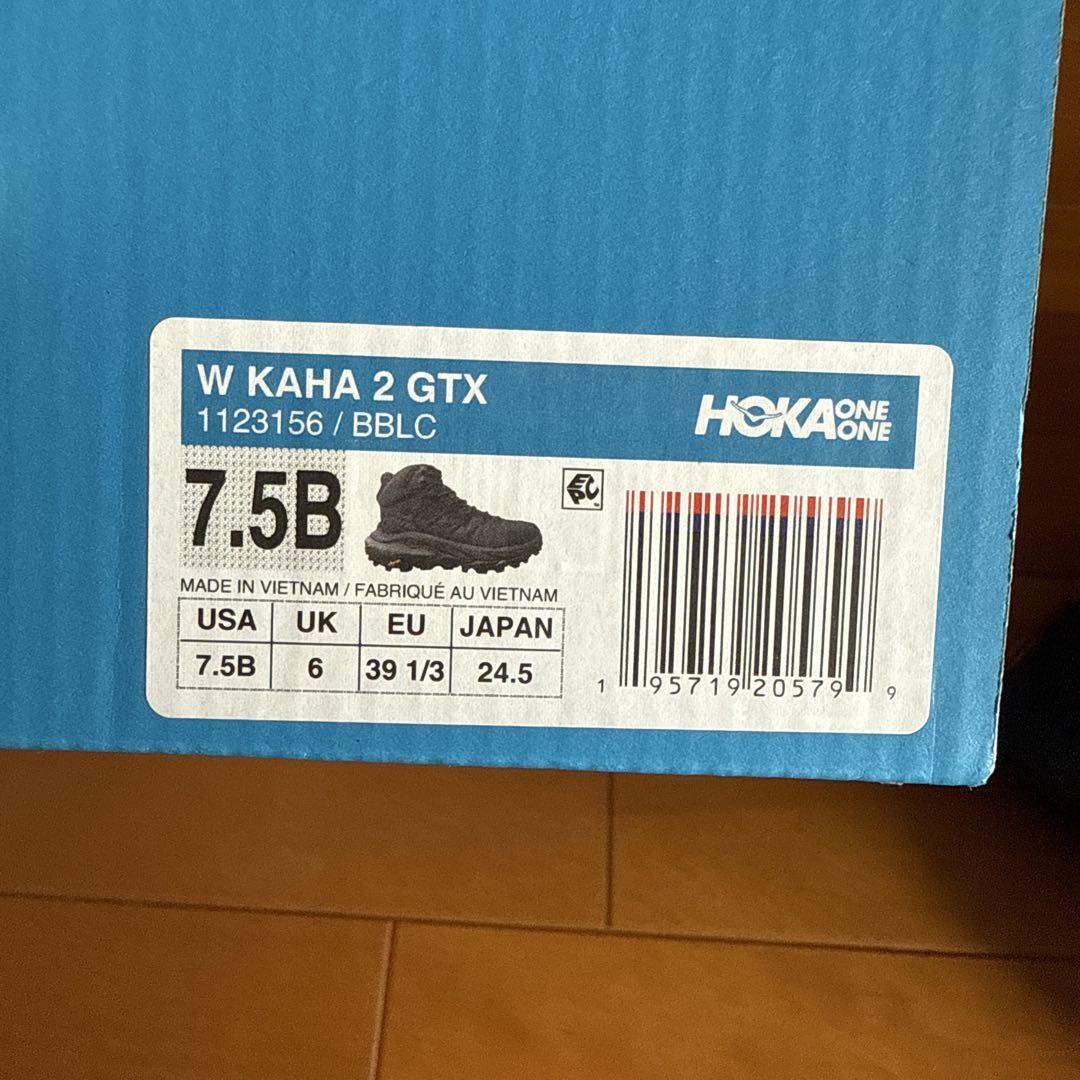 W KAHA 2 GTX
1123156 / BBLC
HOKA ONE ONE
7.5B
EPC
MADE IN VIETNAM / FABRIQUÉ AU VIETNAM
USA UK EU JAPAN
7.5B 6 39 1/3 24.5
1 95719 20579 9